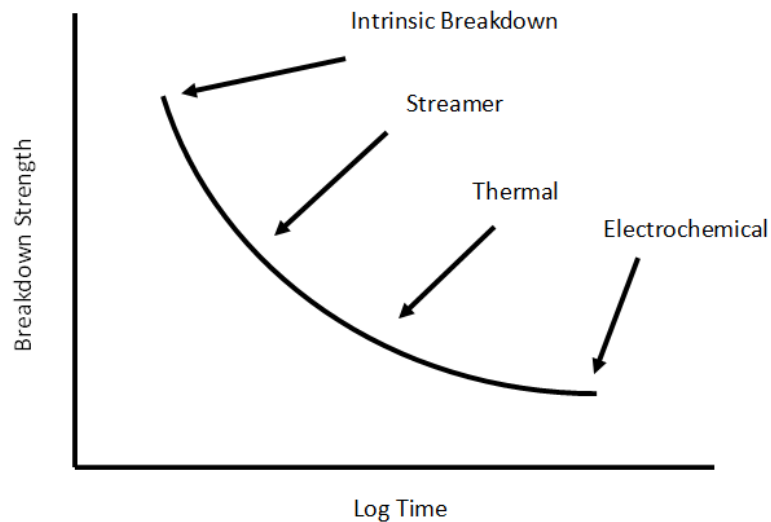 Intrinsic Breakdown
Streamer
Thermal
Electrochemical
Breakdown Strength
Log Time